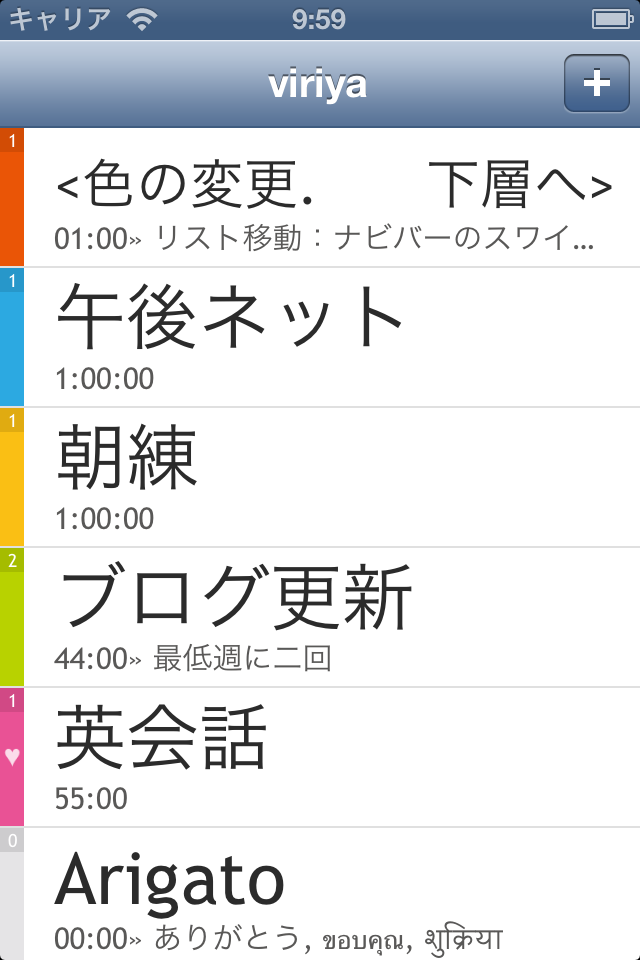 キャリア 9:59
viriya +
1
<色の変更. 下層へ>
01:00» リスト移動：ナビバーのスワイ...
1
午後ネット
1:00:00
1
朝練
1:00:00
2
ブログ更新
44:00» 最低週に二回
1
英会話
♥
55:00
0
Arigato
00:00» ありがとう, ขอบคุณ, शुक्रिया